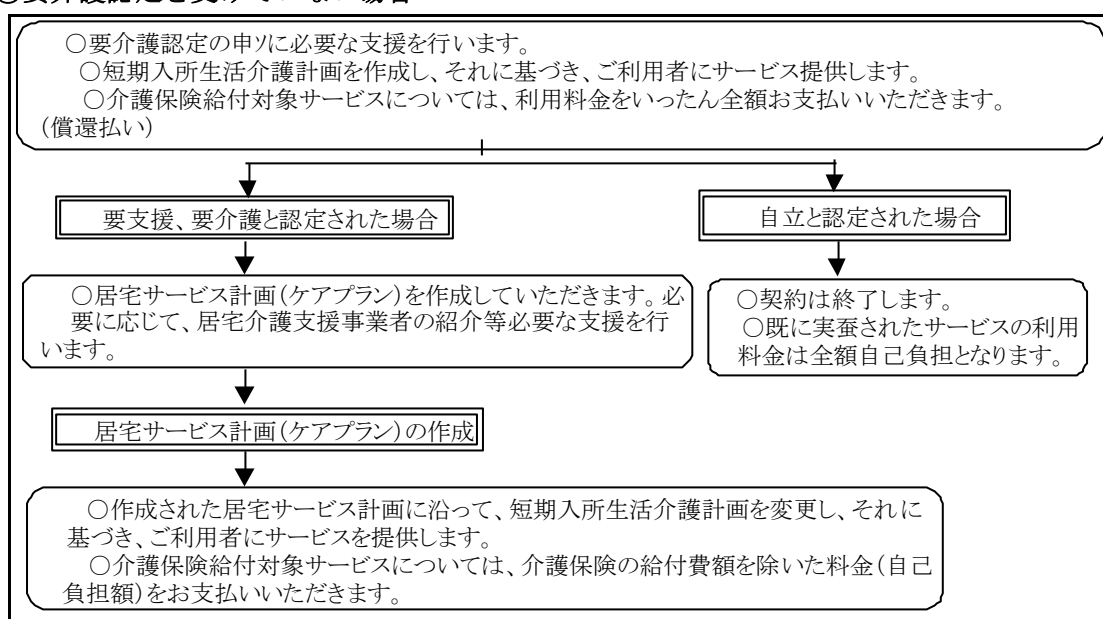 ○要介護認定を受けていない場合
○要介護認定の申ソに必要な支援を行います。
○短期入所生活介護計画を作成し、それに基づき、ご利用者にサービス提供します。
○介護保険給付対象サービスについては、利用料金をいったん全額お支払いいただきます。
(償還払い)
要支援、要介護と認定された場合
自立と認定された場合
○居宅サービス計画(ケアプラン)を作成していただきます。必
要に応じて、居宅介護支援事業者の紹介等必要な支援を行
います。
○契約は終了します。
○既に実蚕されたサービスの利用
料金は全額自己負担となります。
居宅サービス計画(ケアプラン)の作成
○作成された居宅サービス計画に沿って、短期入所生活介護計画を変更し、それに
基づき、ご利用者にサービスを提供します。
○介護保険給付対象サービスについては、介護保険の給付費額を除いた料金(自己
負担額)をお支払いいただきます。